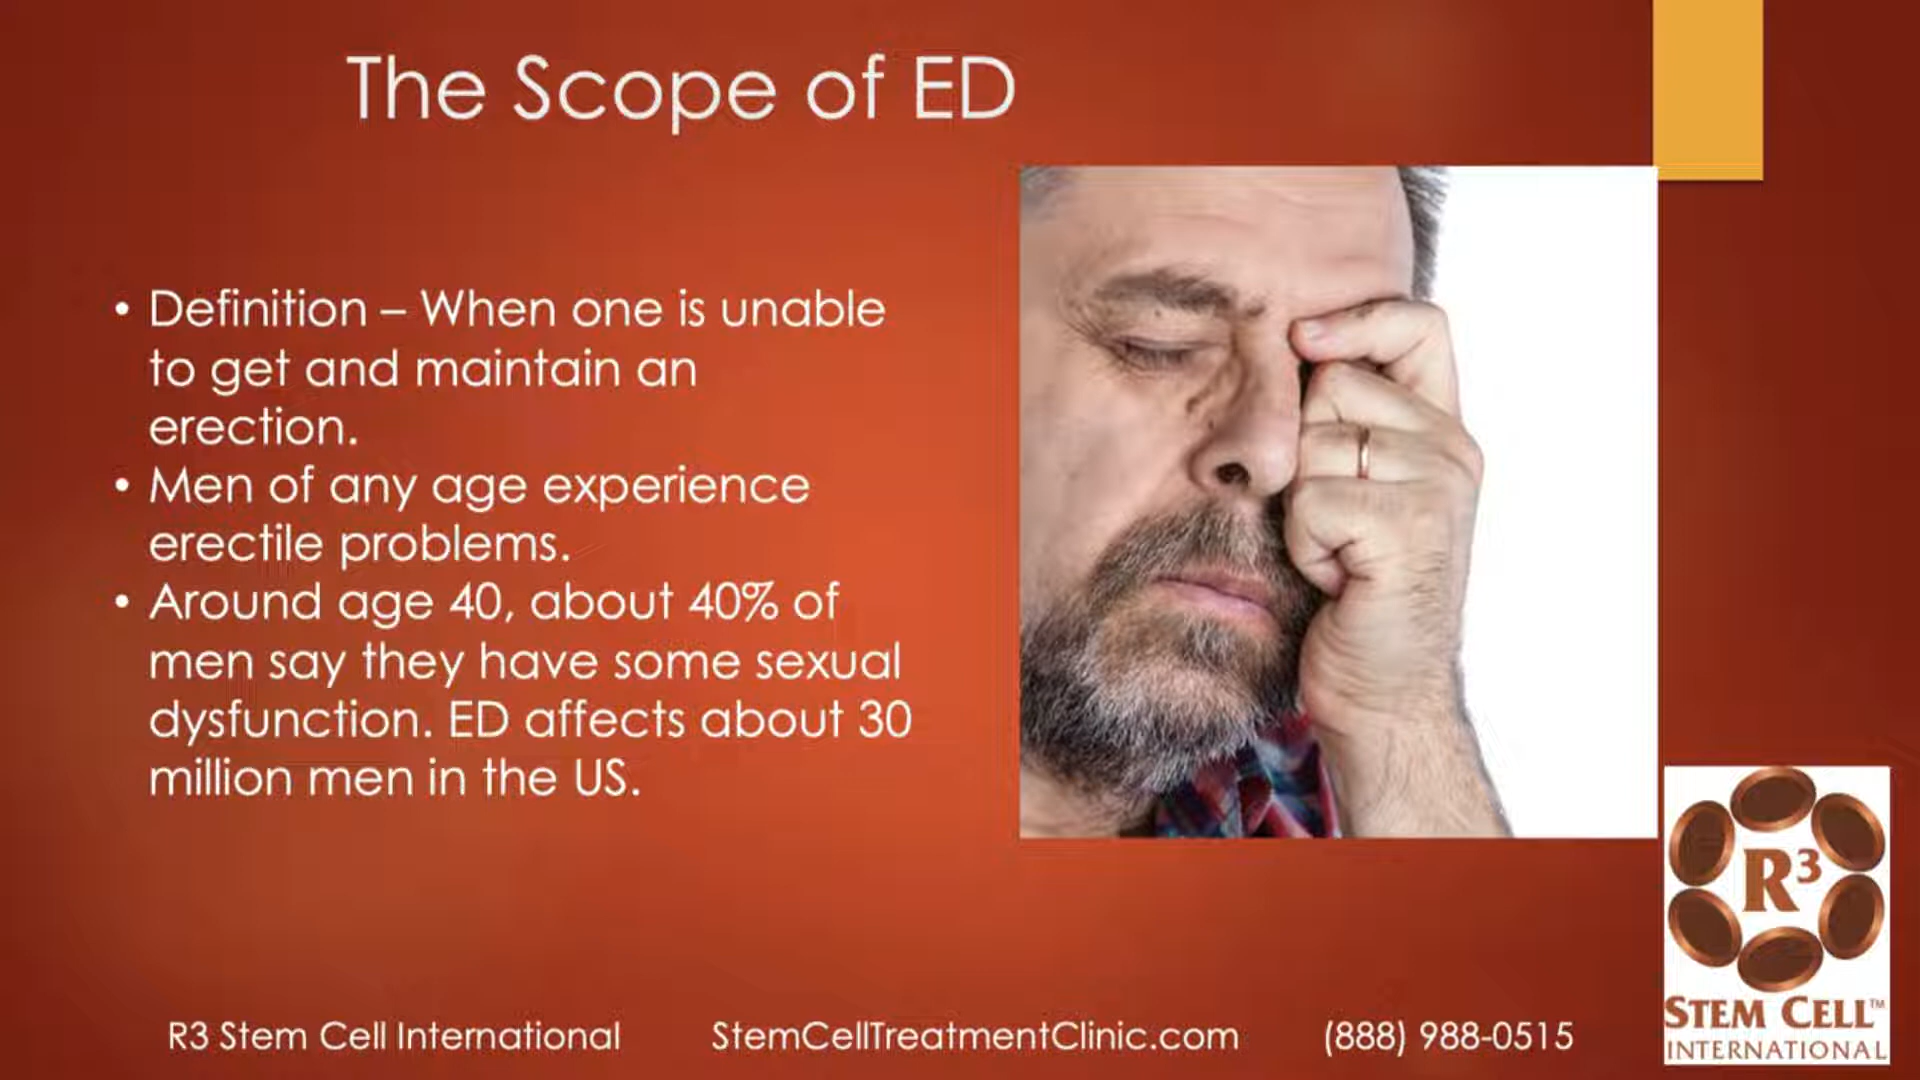 The Scope of ED
• Definition – When one is unable
to get and maintain an
erection.
• Men of any age experience
erectile problems.
• Around age 40, about 40% of
men say they have some sexual
dysfunction. ED affects about 30
million men in the US.
R3
STEM CELL™
INTERNATIONAL
R3 Stem Cell International StemCellTreatmentClinic.com (888) 988-0515